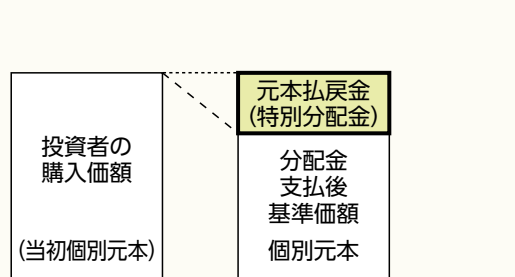 投資者の
購入価額
(当初個別元本)
元本払戻金
(特別分配金)
分配金
支払後
基準価額
個別元本